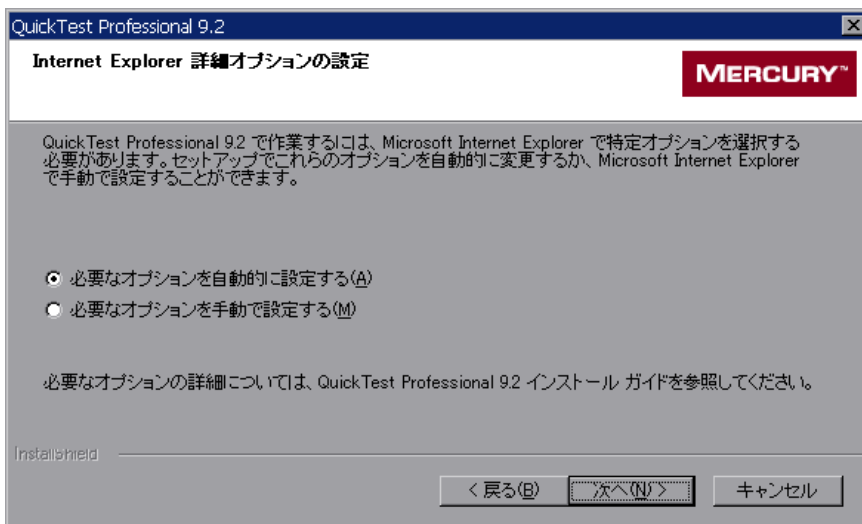 QuickTest Professional 9.2
Internet Explorer 詳細オプションの設定
MERCURY™
QuickTest Professional 9.2 で作業するには、Microsoft Internet Explorer で特定オプションを選択する
必要があります。セットアップでこれらのオプションを自動的に変更するか、Microsoft Internet Explorer
で手動で設定することができます。
必要なオプションを自動的に設定する(A)
必要なオプションを手動で設定する(M)
必要なオプションの詳細については、QuickTest Professional 9.2 インストール ガイドを参照してください。
InstallShield
< 戻る(B)
次へ(N) >
キャンセル